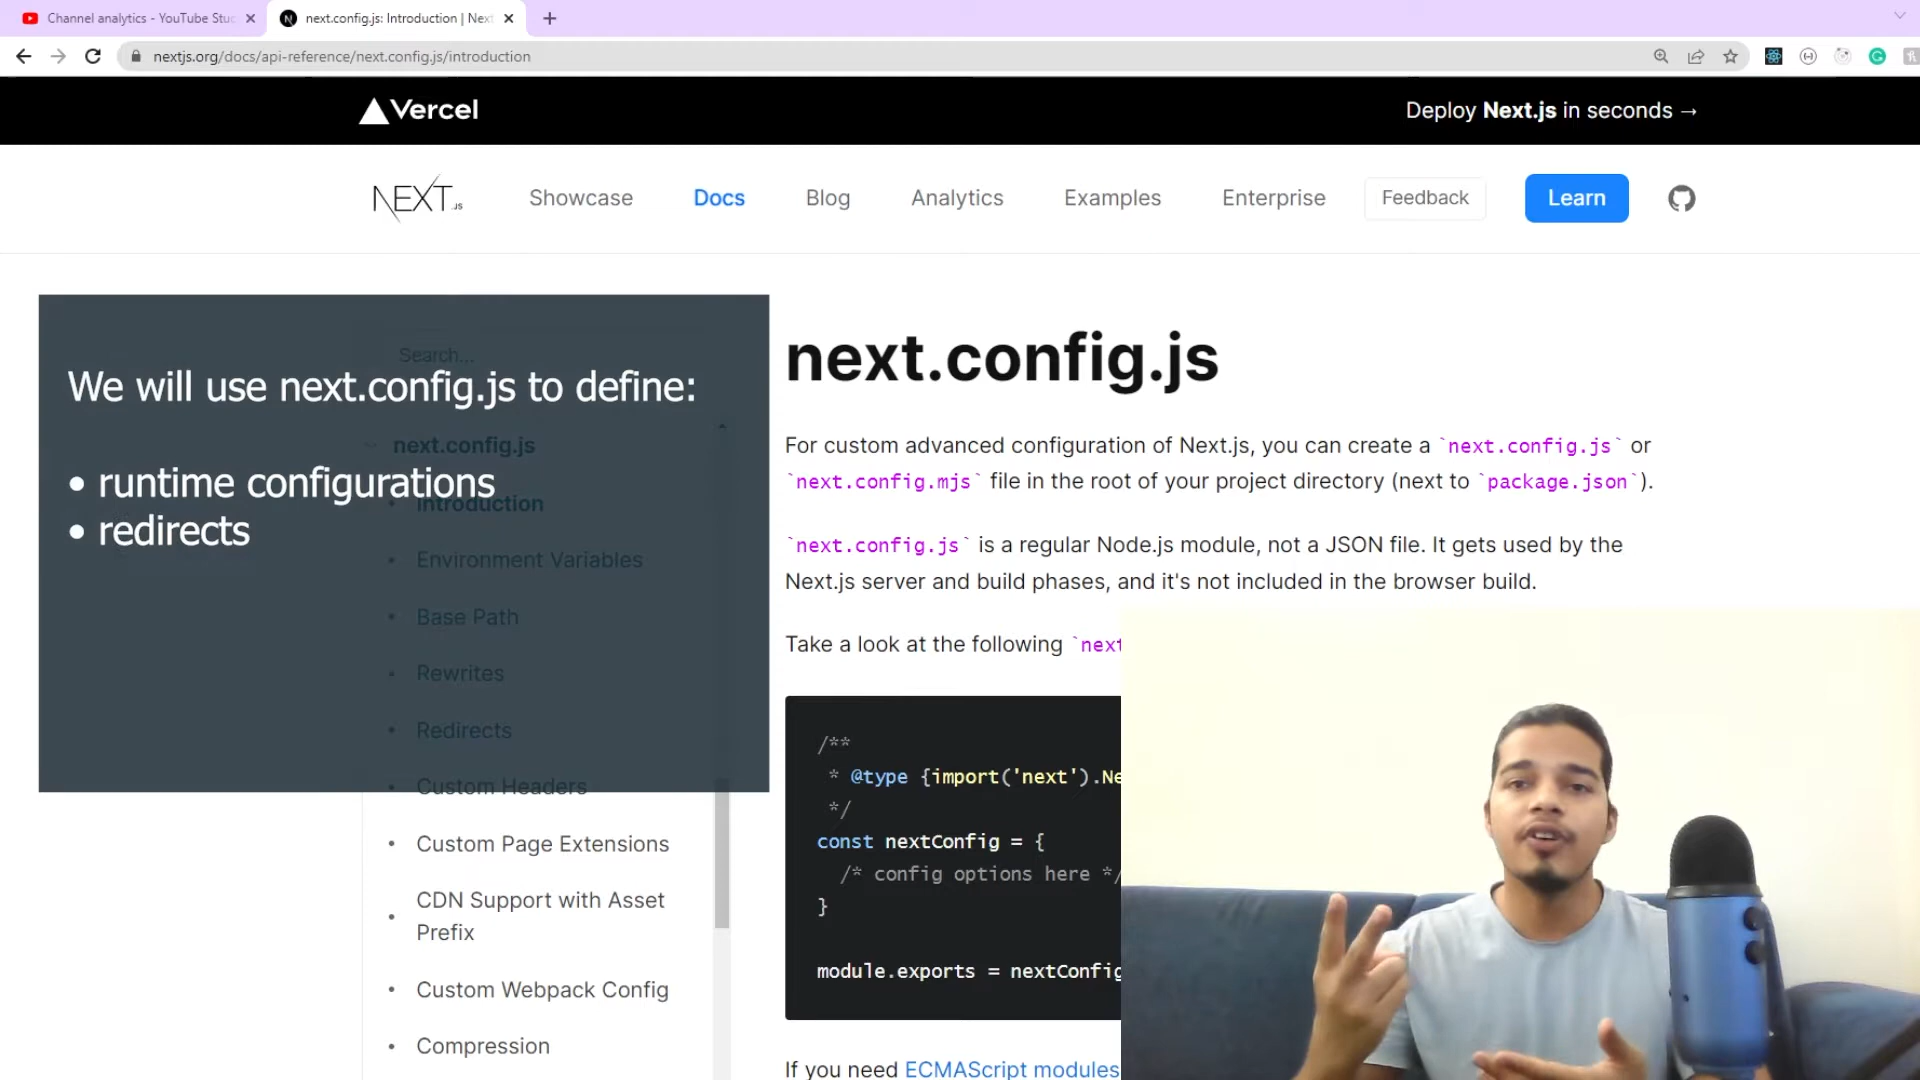 Channel analytics - YouTube Stu
next.config.js: Introduction | Next
nextjs.org/docs/api-reference/next.config.js/introduction
Vercel
Deploy Next.js in seconds →
NEXT.JS
Showcase
Docs
Blog
Analytics
Examples
Enterprise
Feedback
Learn
Search...
We will use next.config.js to define:
• runtime configurations
• redirects
next.config.js
• Introduction
• Environment Variables
• Base Path
• Rewrites
• Redirects
• Custom Headers
• Custom Page Extensions
• CDN Support with Asset
Prefix
• Custom Webpack Config
• Compression
next.config.js
For custom advanced configuration of Next.js, you can create a `next.config.js` or
`next.config.mjs` file in the root of your project directory (next to `package.json`).
`next.config.js` is a regular Node.js module, not a JSON file. It gets used by the
Next.js server and build phases, and it's not included in the browser build.
Take a look at the following `next
/**
* @type {import('next').Ne
*/
const nextConfig = {
/* config options here */
}
module.exports = nextConfig
If you need ECMAScript modules